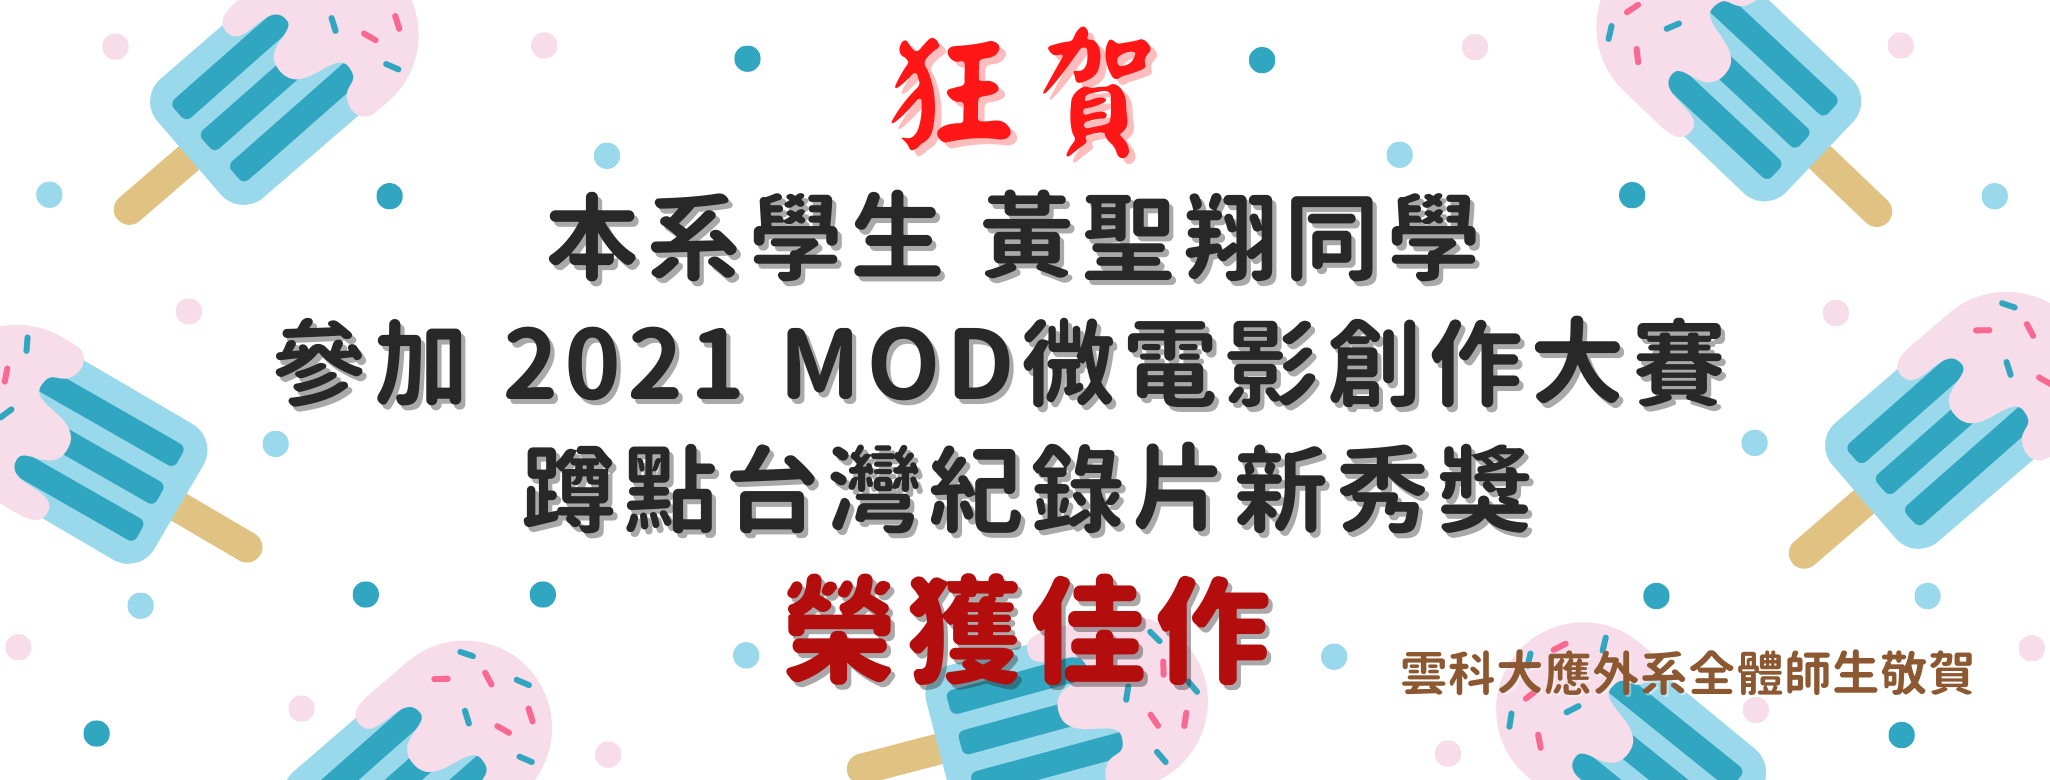 狂賀
本系學生 黃聖翔同學
參加 2021 MOD微電影創作大賽
蹲點台灣紀錄片新秀獎
榮獲佳作
雲科大應外系全體師生敬賀